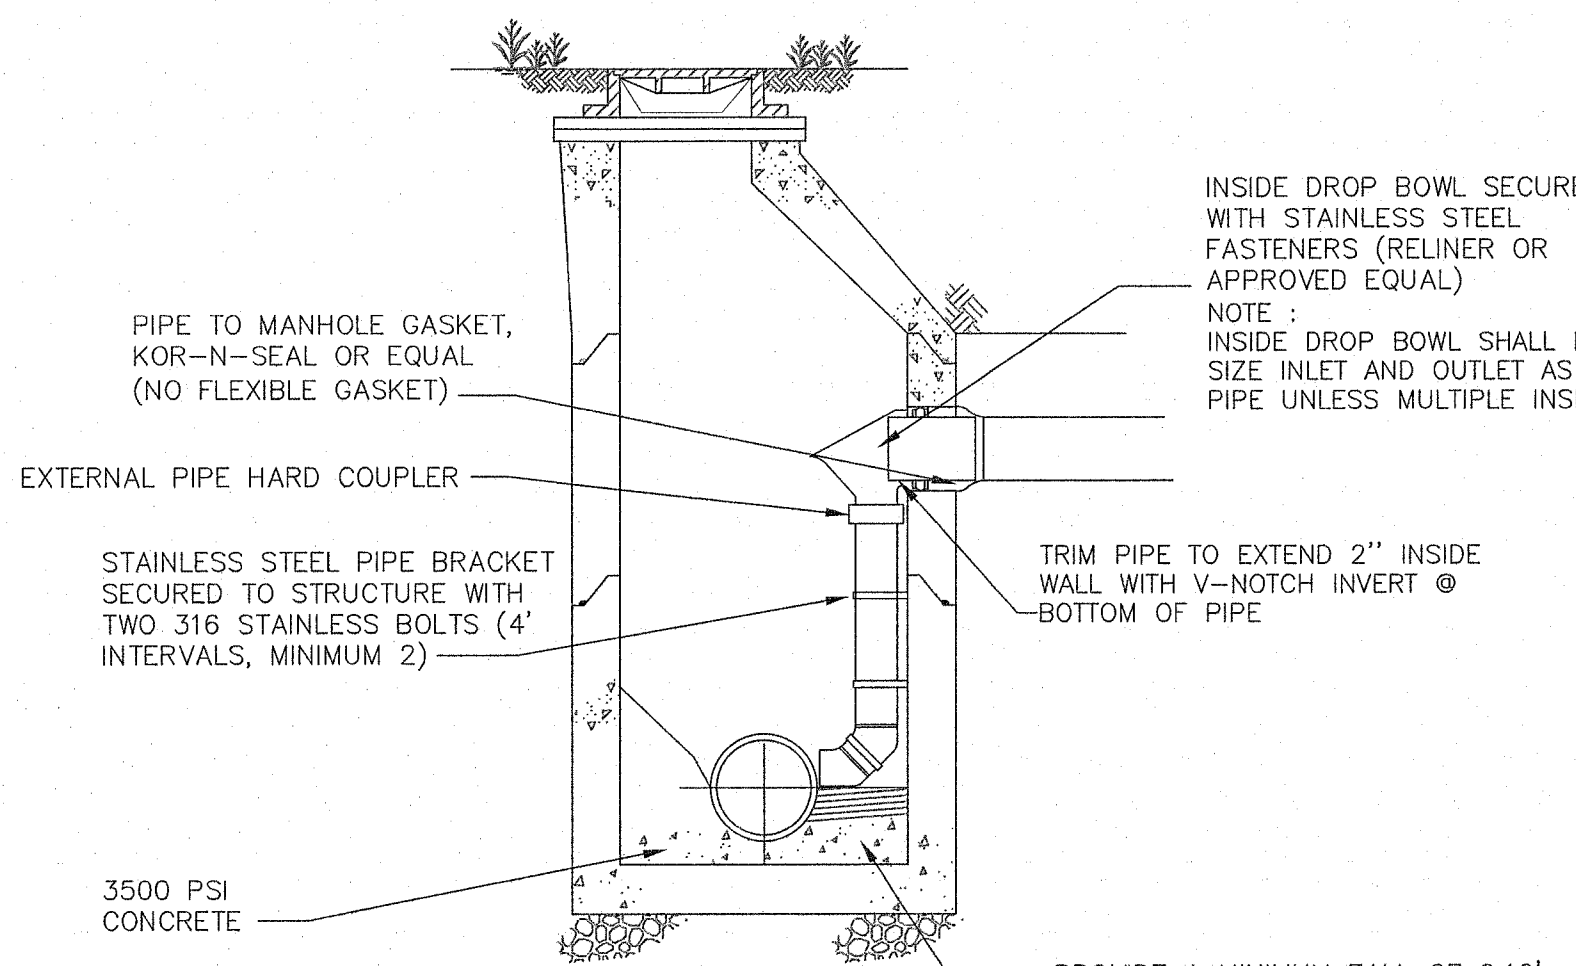 INSIDE DROP BOWL SECURE
WITH STAINLESS STEEL
FASTENERS (RELINER OR
APPROVED EQUAL)
NOTE :
INSIDE DROP BOWL SHALL
SIZE INLET AND OUTLET AS
PIPE UNLESS MULTIPLE
PIPE TO MANHOLE GASKET,
KOR-N-SEAL OR EQUAL
(NO FLEXIBLE GASKET)
EXTERNAL PIPE HARD COUPLER
STAINLESS STEEL PIPE BRACKET
SECURED TO STRUCTURE WITH
TWO 316 STAINLESS BOLTS (4'
INTERVALS, MINIMUM 2)
TRIM PIPE TO EXTEND 2'' INSIDE
WALL WITH V-NOTCH INVERT @
BOTTOM OF PIPE
3500 PSI
CONCRETE